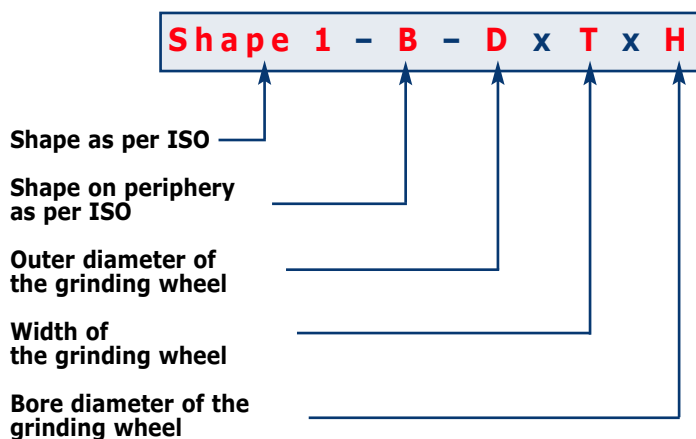 Shape 1 – B – D x T x H
Shape as per ISO
Shape on periphery
as per ISO
Outer diameter of
the grinding wheel
Width of
the grinding wheel
Bore diameter of the
grinding wheel